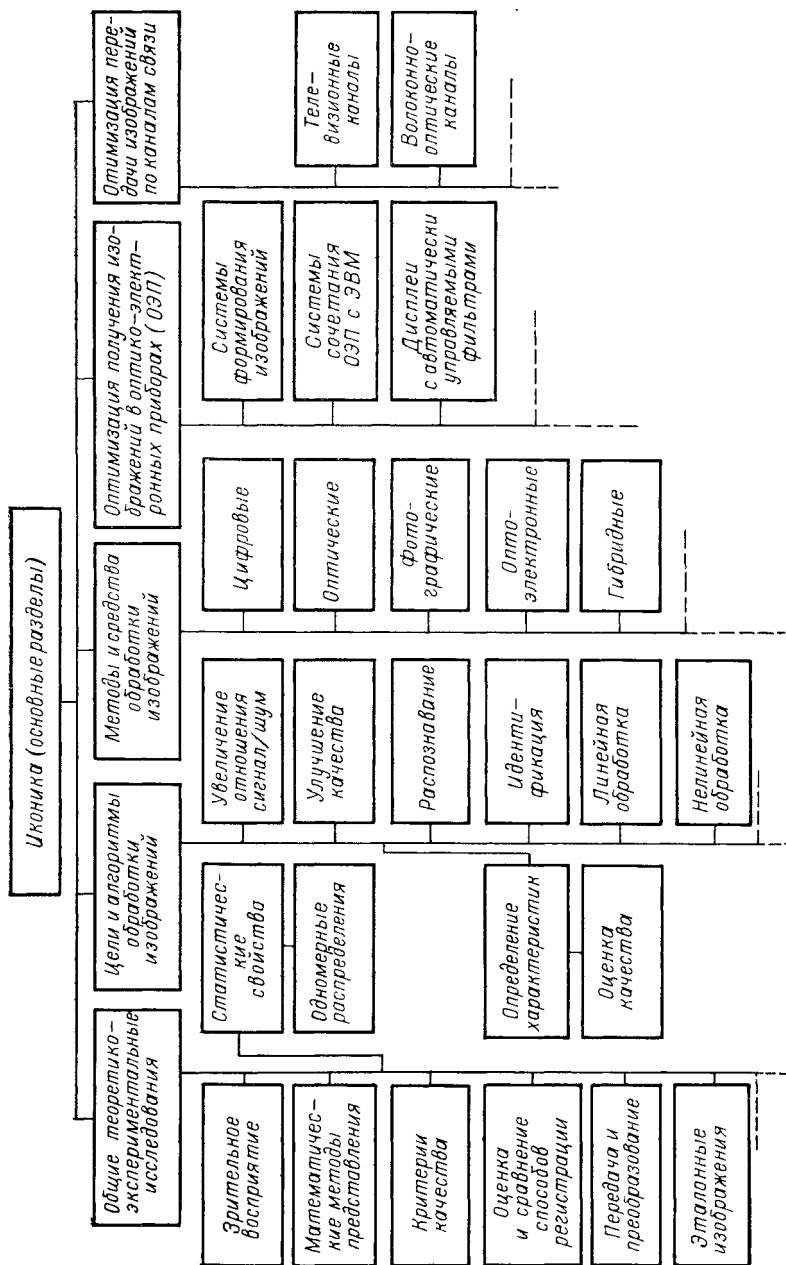 Иконика (основные разделы)
Общие теоретико-
экспериментальные
исследования
Цели и алгоритмы
обработки
изображений
Методы и средства
обработки
изображений
Оптимизация получения изо-
бражений в оптико-элект-
ронных приборах (ОЭП)
Отимизация пере-
дачи изображений
по каналам связи
Зрительное
восприятие
Математичес-
кие методы
представления
Критерии
качества
Оценка
и сравнение
способов
регистрации
Передача и
преобразование
Эталонные
изображения
Статистичес-
кие
свойства
Одномерные
распределения
Увеличение
отношения
сигнал/шум
Улучшение
качества
Распознавание
Иденти-
фикация
Линейная
обработка
Нелинейная
обработка
Определение
характеристик
Оценка
качества
Цифровые
Оптические
Фото-
графические
Опто-
электронные
Гибридные
Системы
формирования
изображений
Системы
сочетания
ОЭП с ЭВМ
Дисплеи
с автоматически
управляемыми
фильтрами
Теле-
визионные
каналы
Волоконно-
оптические
каналы